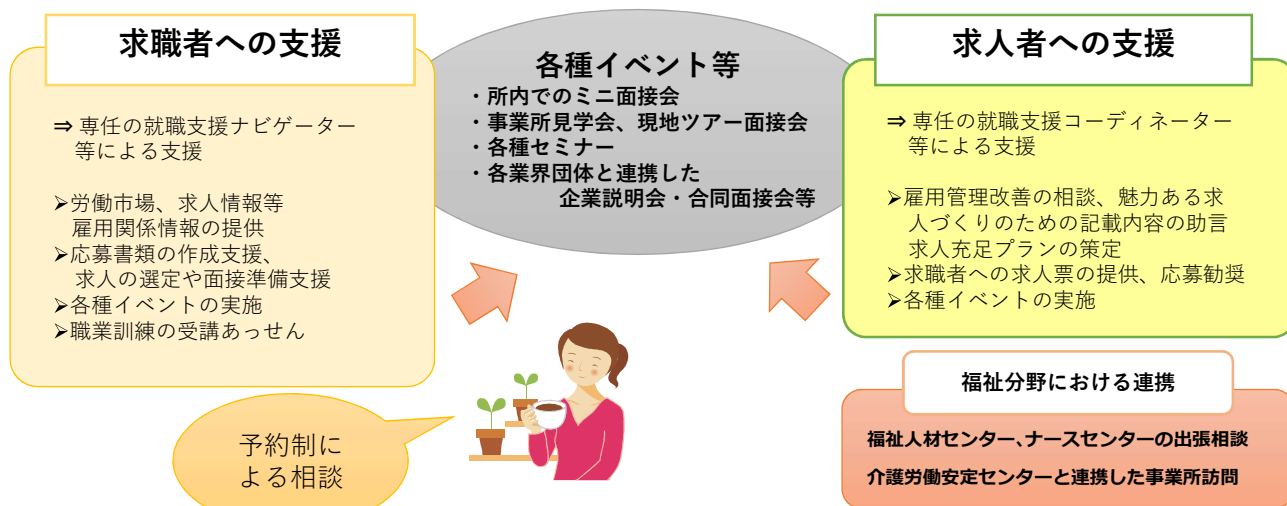 求職者への支援
⇒ 専任の就職支援ナビゲーター
等による支援
➢労働市場、求人情報等
雇用関係情報の提供
➢応募書類の作成支援、
求人の選定や面接準備支援
➢各種イベントの実施
➢職業訓練の受講あっせん
予約制に
よる相談
各種イベント等
・所内でのミニ面接会
・事業所見学会、現地ツアー面接会
・各種セミナー
・各業界団体と連携した
企業説明会・合同面接会等
求人者への支援
⇒ 専任の就職支援コーディネーター
等による支援
➢雇用管理改善の相談、魅力ある求
人づくりのための記載内容の助言
求人充足プランの策定
➢求職者への求人票の提供、応募勧奨
➢各種イベントの実施
福祉分野における連携
福祉人材センター、ナースセンターの出張相談
介護労働安定センターと連携した事業所訪問